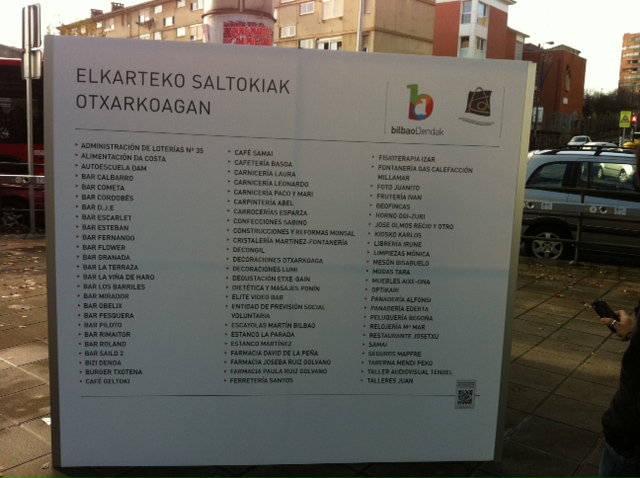 ELKARTEKO SALTOKIAK
OTXARKOAGAN
bilbaoDendak
ADMINISTRACIÓN DE LOTERÍAS Nº 35
ALIMENTACIÓN DA COSTA
AUTOESCUELA DAM
BAR CALBARRO
BAR COMETA
BAR CORDOBÉS
BAR D.J.E
BAR ESCARLET
BAR ESTEBAN
BAR FERNANDO
BAR FLOWER
BAR GRANADA
BAR LA TERRAZA
BAR LA VIÑA DE HARO
BAR LOS BARRILES
BAR MIRADOR
BAR OBELIX
BAR PESQUERA
BAR PILOTO
BAR RIMAITOR
BAR ROLAND
BAR SAILO 2
BIZI DENDA
BURGER TXOTENA
CAFÉ GELTOKI
CAFÉ SAMAI
CAFETERÍA BASOA
CARNICERÍA LAURA
CARNICERÍA LEONARDO
CARNICERÍA PACO Y MARI
CARPINTERÍA ABEL
CARROCERÍAS ESPARZA
CONFECCIONES SABINO
CONSTRUCCIONES Y REFORMAS MONSAL
CRISTALERÍA MARTINEZ-FONTANERÍA
DECONGIL
DECORACIONES OTXARKOAGA
DECORACIONES LUMI
DEGUSTACIÓN ETXE-GAIN
DIETÉTICA Y MASAJES PONÍN
ELITE VIDEO BAR
ENTIDAD DE PREVISIÓN SOCIAL
VOLUNTARIA
ESCAYOLAS MARTÍN BILBAO
ESTANCO LA PARADA
ESTANCO MARTÍNEZ
FARMACIA DAVID DE LA PEÑA
FARMACIA JOSEBA RUIZ GOLVANO
FARMACIA PAULA RUIZ GOLVANO
FERRETERÍA SANTOS
FISIOTERAPIA IZAR
FONTANERÍA GAS CALEFACCIÓN
MILLAMAR
FOTO JUANITO
FRUTERÍA IVAN
GEOFINCAS
HORNO OGI-ZURI
JOSE OLMOS RECIO Y OTRO
KIOSKO KARLOS
LIBRERÍA IRUNE
LIMPIEZAS MÓNICA
MESÓN BISABUELO
MODAS TARA
MUEBLES AIXE-ONA
OPTIKARI
PANADERÍA ALFONSI
PANADERÍA EDERTA
PELUQUERÍA BEGOÑA
RELOJERÍA Mª MAR
RESTAURANTE JOSETXU
SAMAI
SEGUROS MAPFRE
TABERNA MENDI PEKO
TALLER AUDIOVISUAL TENGEL
TALLERES JUAN